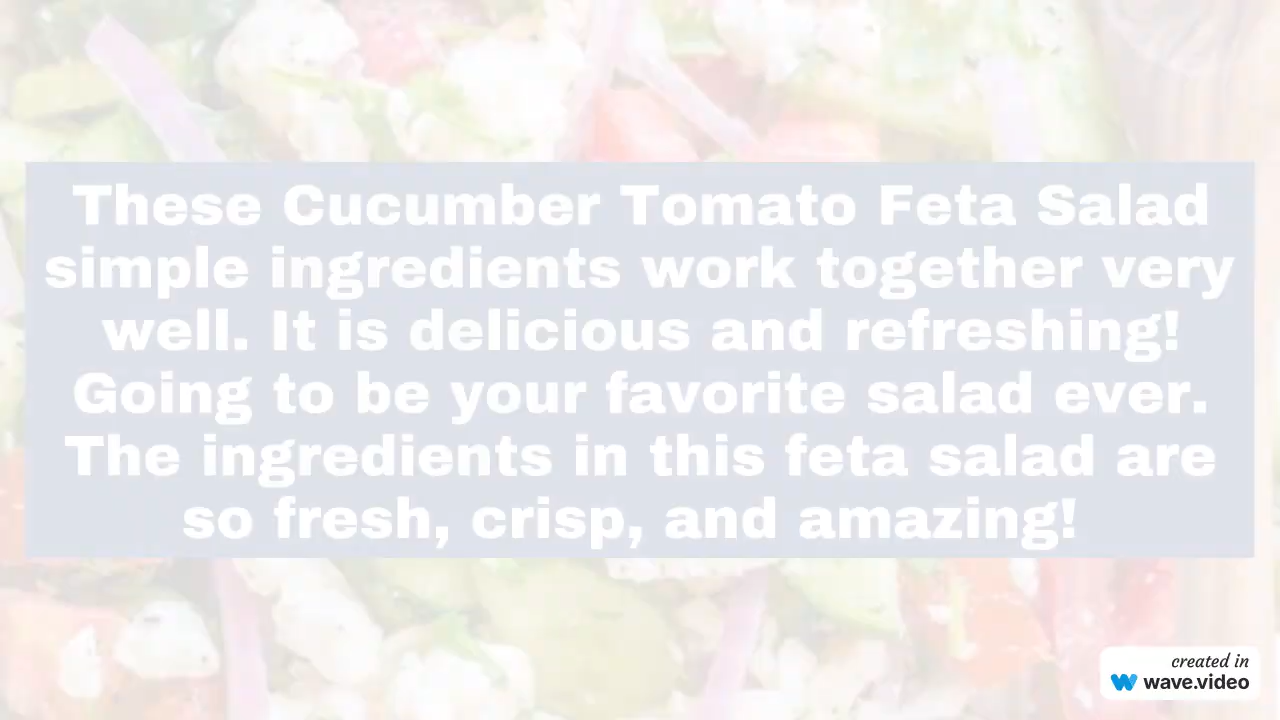 These Cucumber Tomato Feta Salad
simple ingredients work together very
well. It is delicious and refreshing!
Going to be your favorite salad ever.
The ingredients in this feta salad are
so fresh, crisp, and amazing!
created in
wave.video